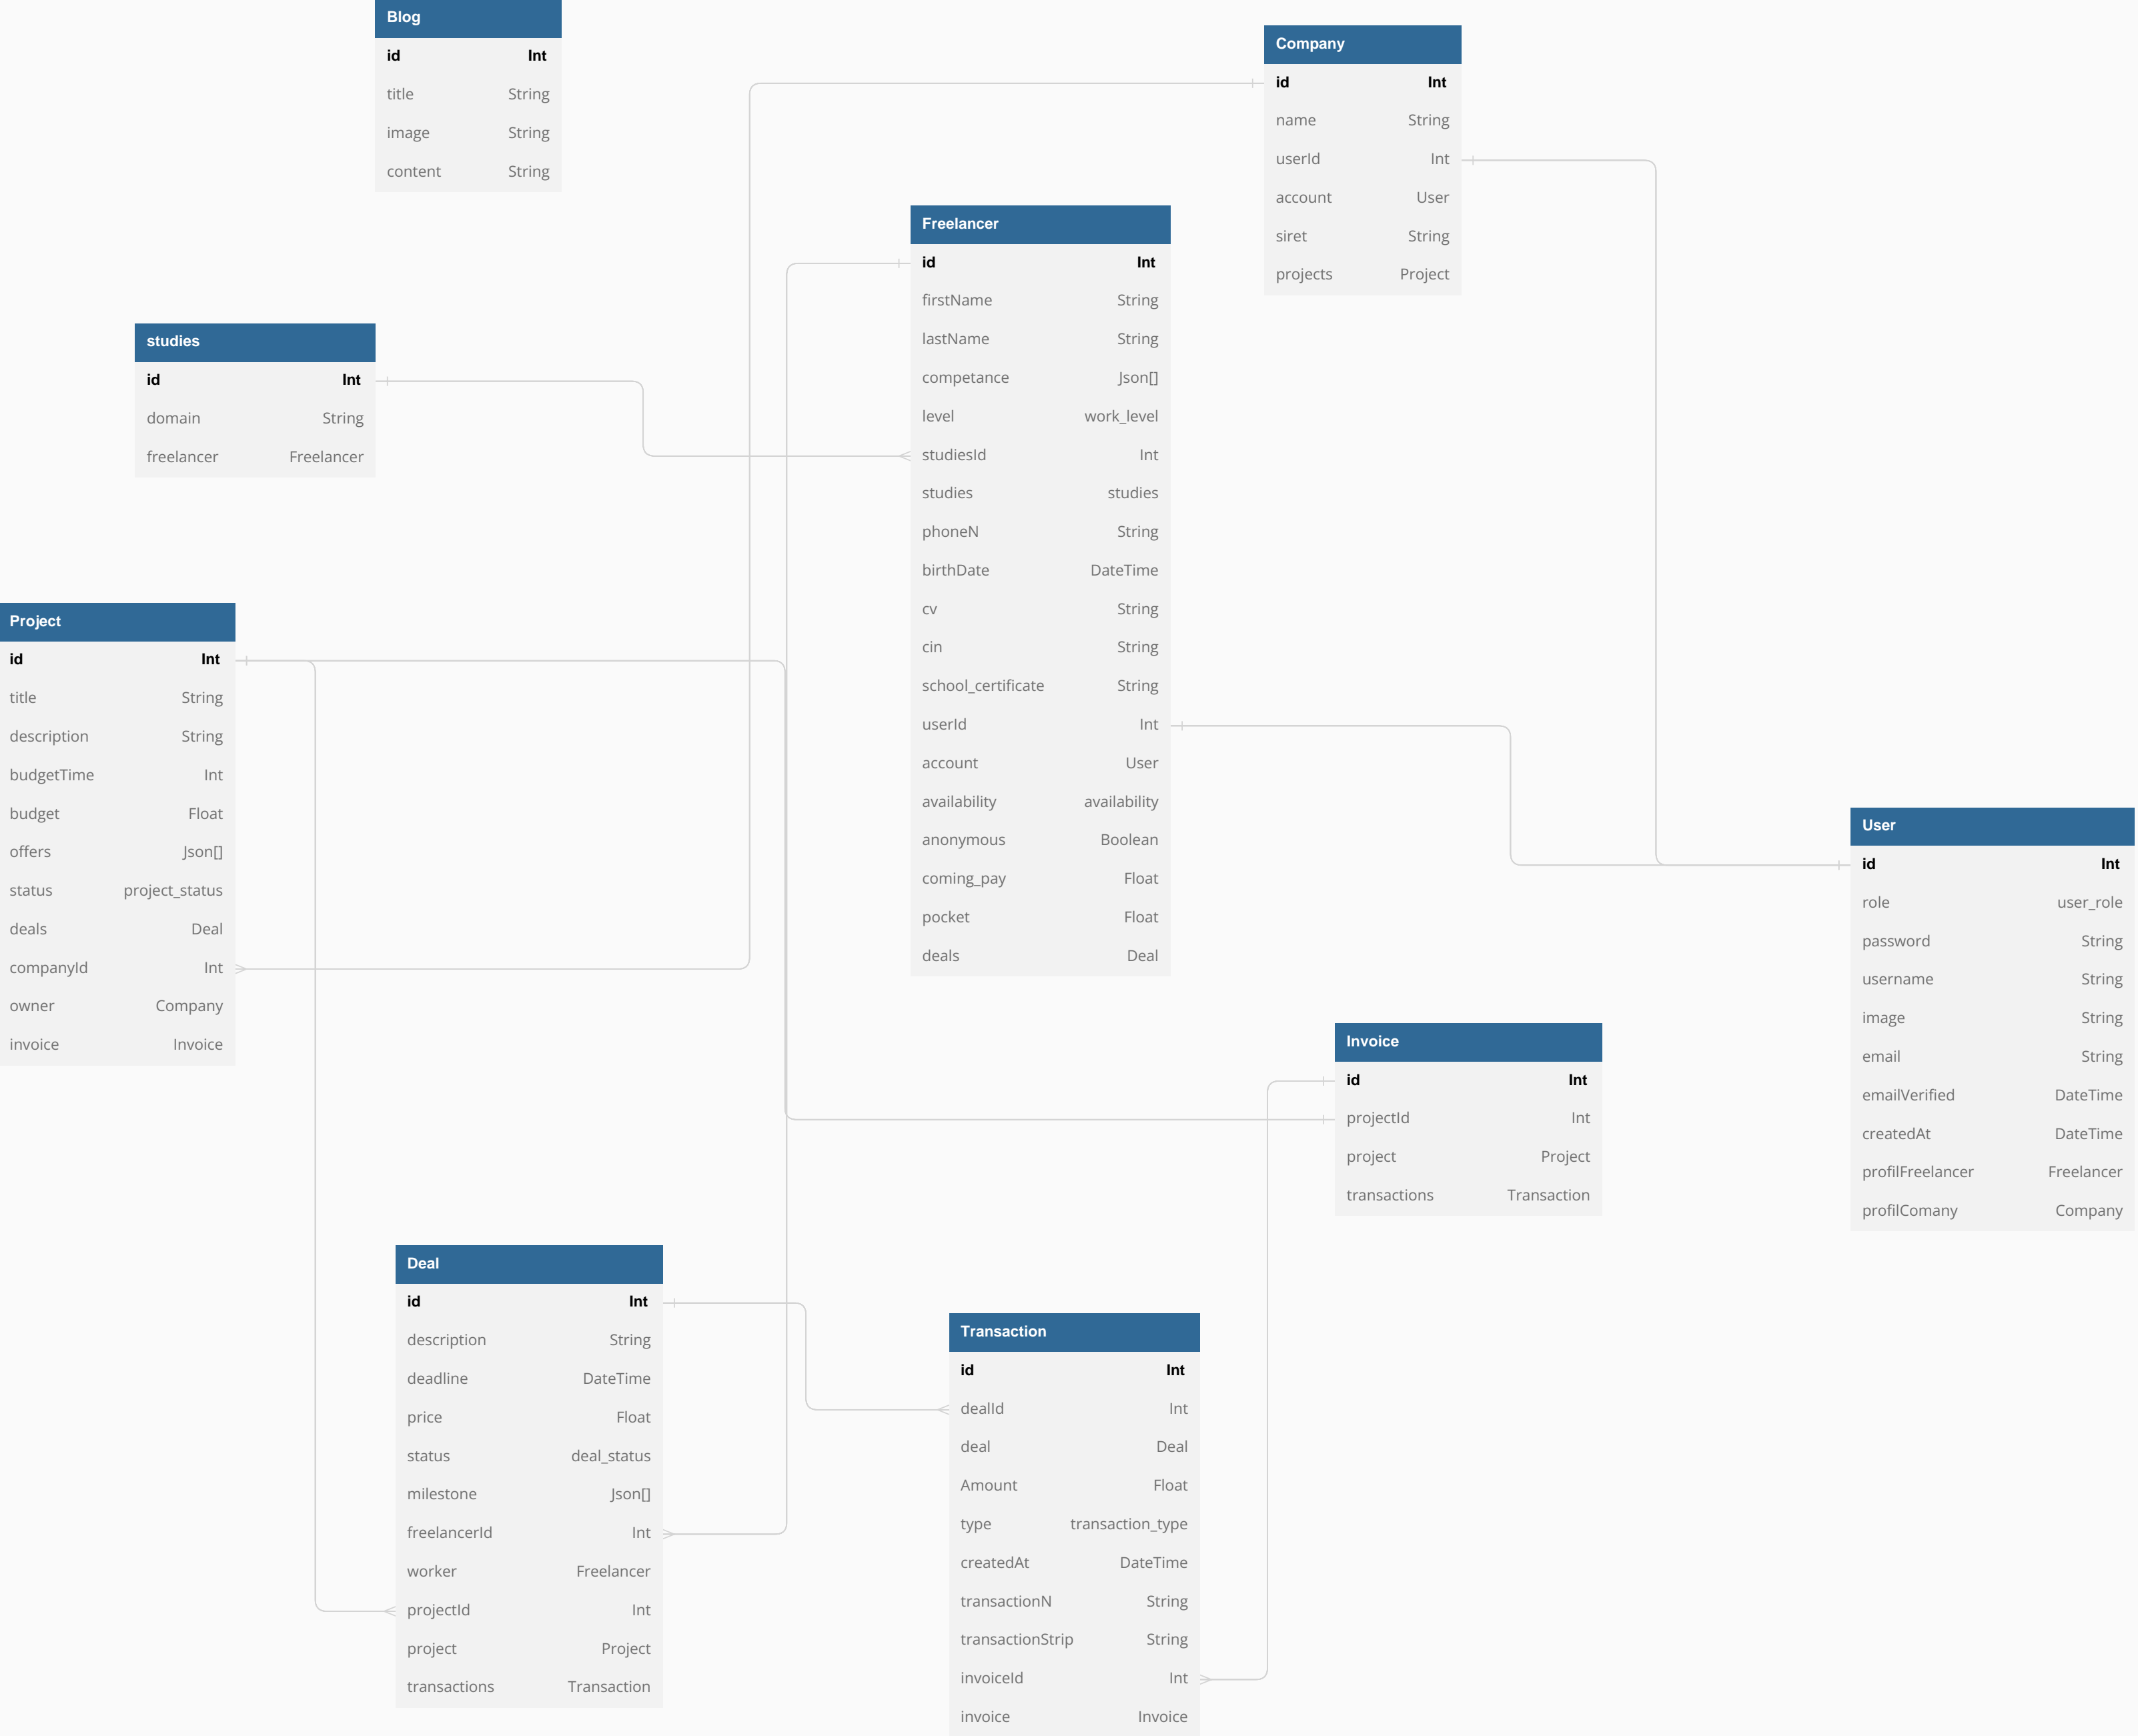 Blog
id Int
title String
image String
content String
Company
id Int
name String
userId Int
account User
siret String
projects Project
Freelancer
id Int
firstName String
lastName String
competance Json[]
level work_level
studiesId Int
studies studies
phoneN String
birthDate DateTime
cv String
cin String
school_certificate String
userId Int
account User
availability availability
anonymous Boolean
coming_pay Float
pocket Float
deals Deal
studies
id Int
domain String
freelancer Freelancer
Project
id Int
title String
description String
budgetTime Int
budget Float
offers Json[]
status project_status
deals Deal
companyId Int
owner Company
invoice Invoice
User
id Int
role user_role
password String
username String
image String
email String
emailVerified DateTime
createdAt DateTime
profilFreelancer Freelancer
profilComany Company
Invoice
id Int
projectId Int
project Project
transactions Transaction
Deal
id Int
description String
deadline DateTime
price Float
status deal_status
milestone Json[]
freelancerId Int
worker Freelancer
projectId Int
project Project
transactions Transaction
Transaction
id Int
dealId Int
deal Deal
Amount Float
type transaction_type
createdAt DateTime
transactionN String
transactionStrip String
invoiceId Int
invoice Invoice